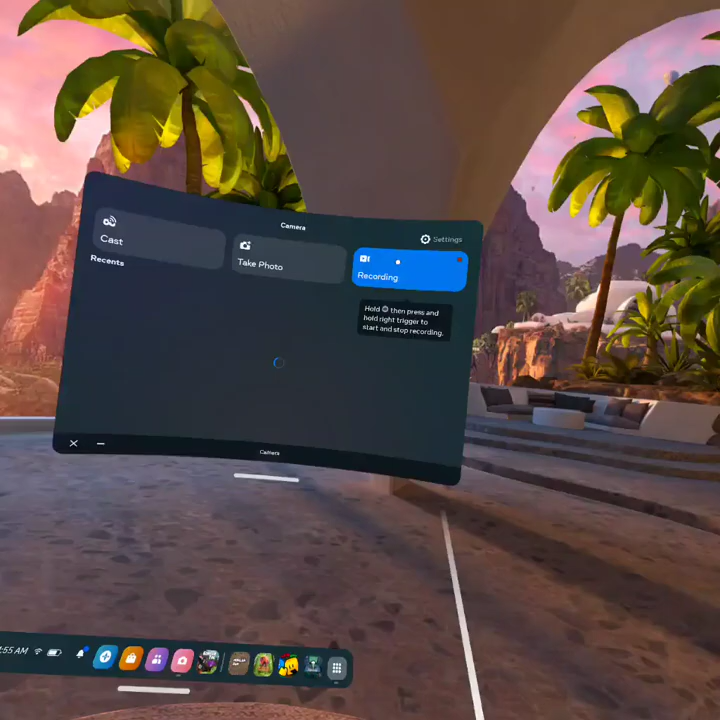 Camera
Settings
Cast
Take Photo
Recording
Recents
Hold then press and
hold right trigger to
start and stop recording.
Camera
:55 AM